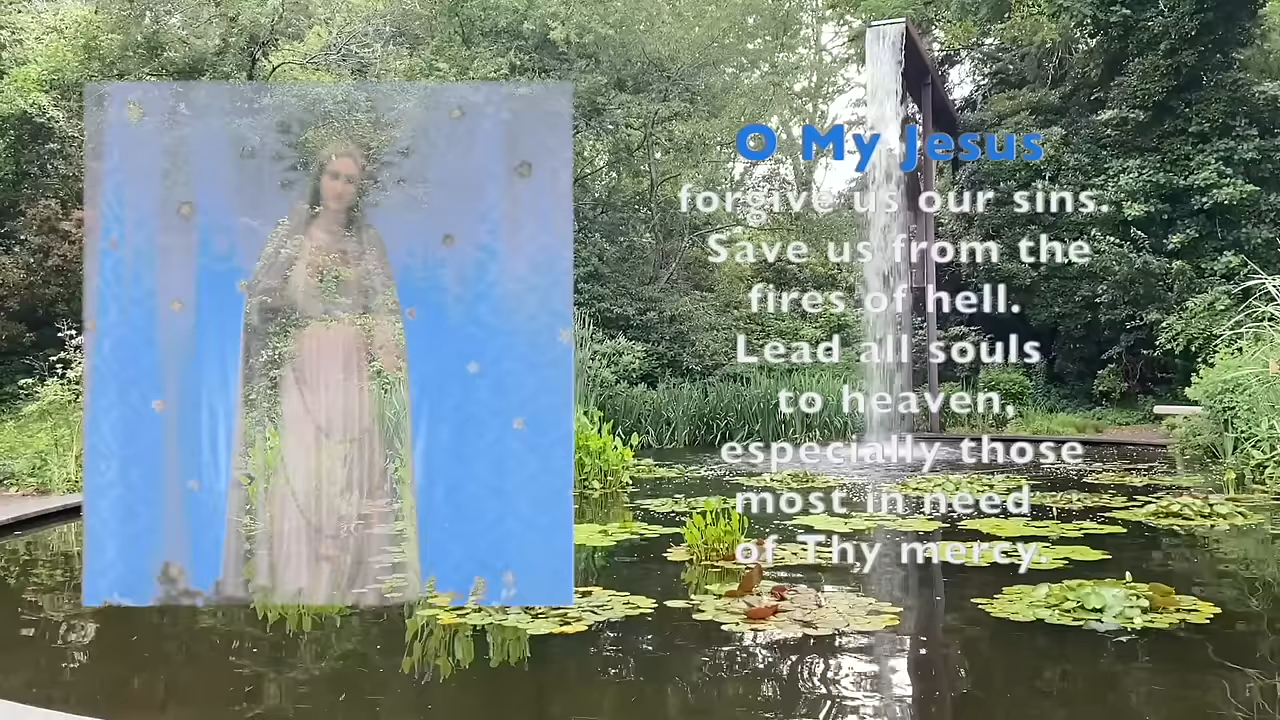 O My Jesus
forgive us our sins.
Save us from the
fires of hell.
Lead all souls
to heaven,
especially those
most in need
of Thy mercy.